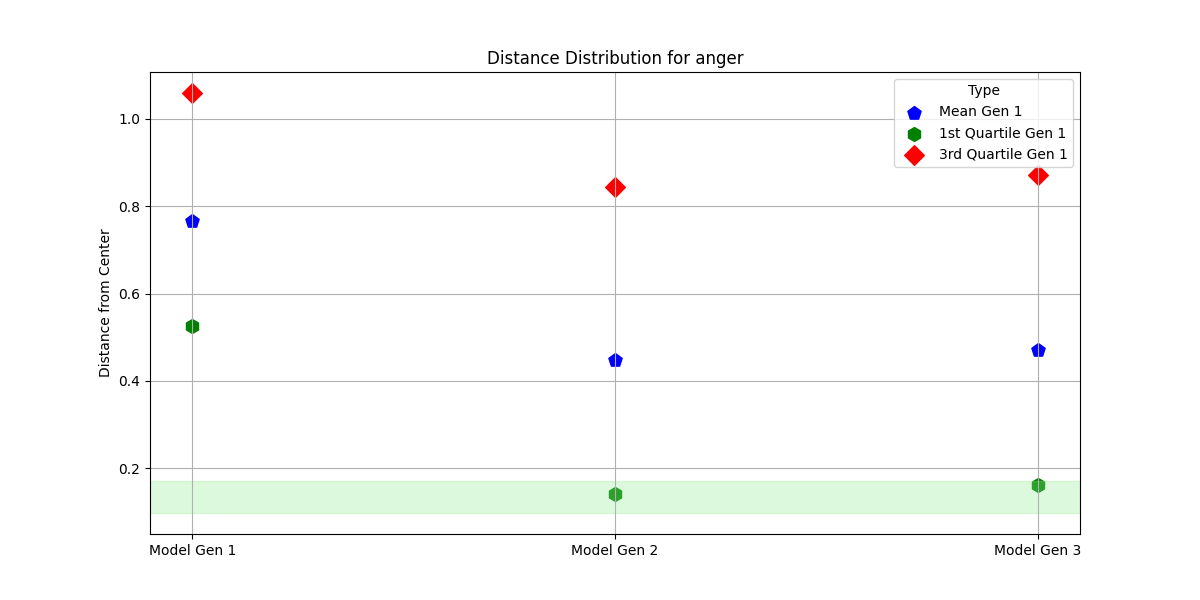 Distance Distribution for anger
Type
Mean Gen 1
1st Quartile Gen 1
3rd Quartile Gen 1
Distance from Center
1.0
0.8
0.6
0.4
0.2
Model Gen 1
Model Gen 2
Model Gen 3